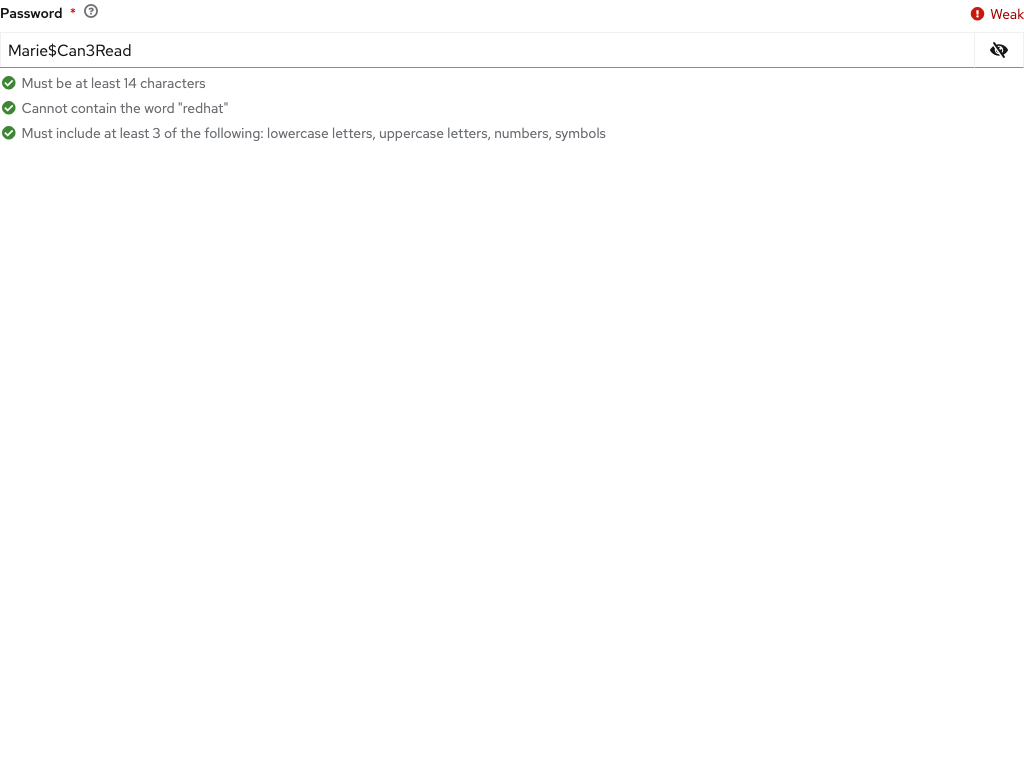 Password * Weak
Marie$Can3Read
Must be at least 14 characters
Cannot contain the word "redhat"
Must include at least 3 of the following: lowercase letters, uppercase letters, numbers, symbols